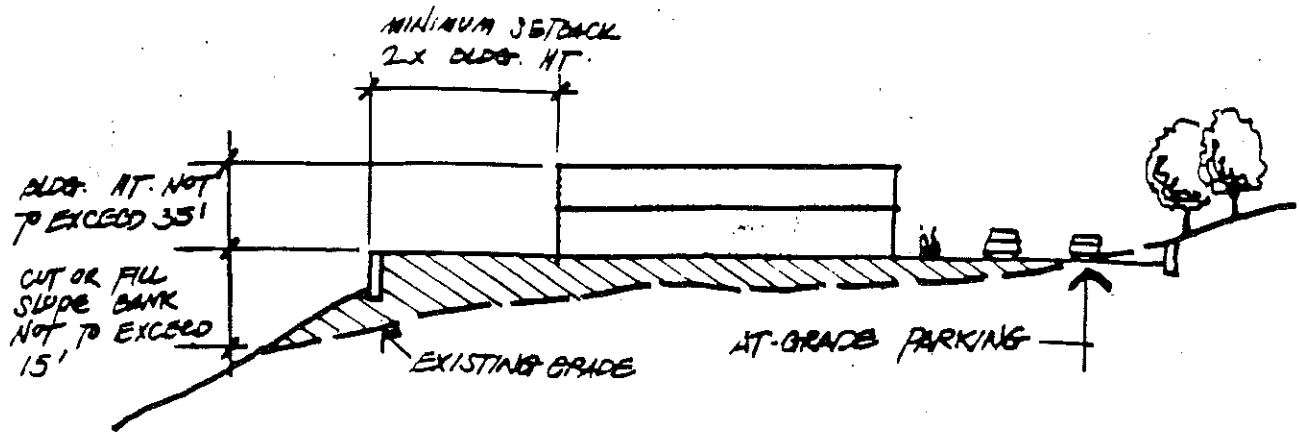 MINIMUM SETBACK
2X BLDG. HT.
BLDG. HT. NOT
TO EXCEED 35'
CUT OR FILL
SLOPE BANK
NOT TO EXCEED
15'
EXISTING GRADE
AT-GRADE PARKING